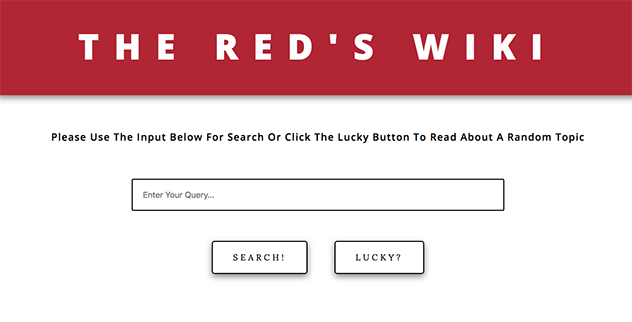 THE RED'S WIKI
Please Use The Input Below For Search Or Click The Lucky Button To Read About A Random Topic
Enter Your Query...
SEARCH!
LUCKY?